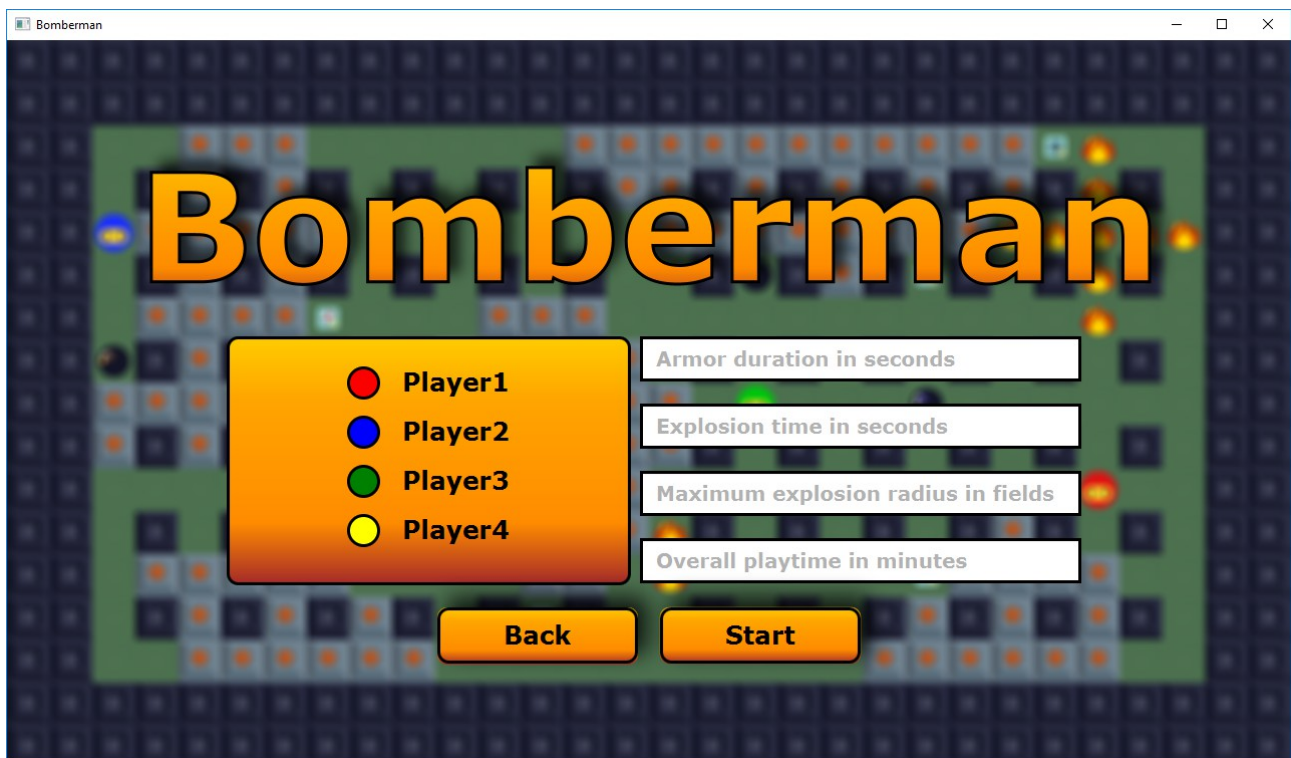 Bomberman
Bomberman
Player1
Player2
Player3
Player4
Armor duration in seconds
Explosion time in seconds
Maximum explosion radius in fields
Overall playtime in minutes
Back
Start